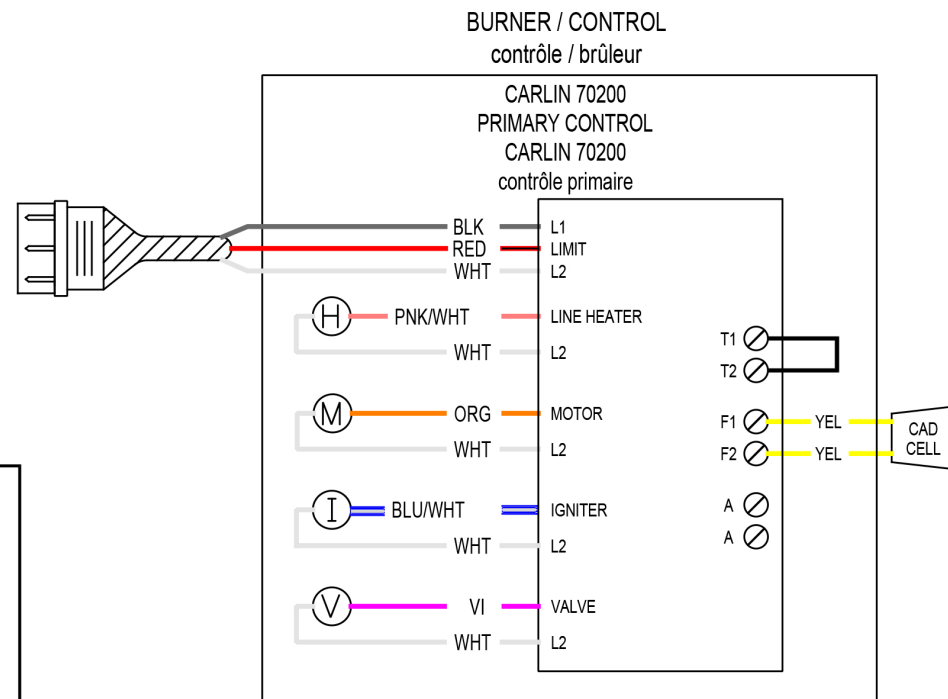 BURNER / CONTROL
contrôle / brûleur
CARLIN 70200
PRIMARY CONTROL
CARLIN 70200
contrôle primaire
BLK L1
RED LIMIT
WHT L2
H PNK/WHT LINE HEATER
WHT L2
T1
T2
M ORG MOTOR
WHT L2
F1 YEL
F2 YEL
CAD
CELL
I BLU/WHT IGNITER
WHT L2
A
A
V VI VALVE
WHT L2